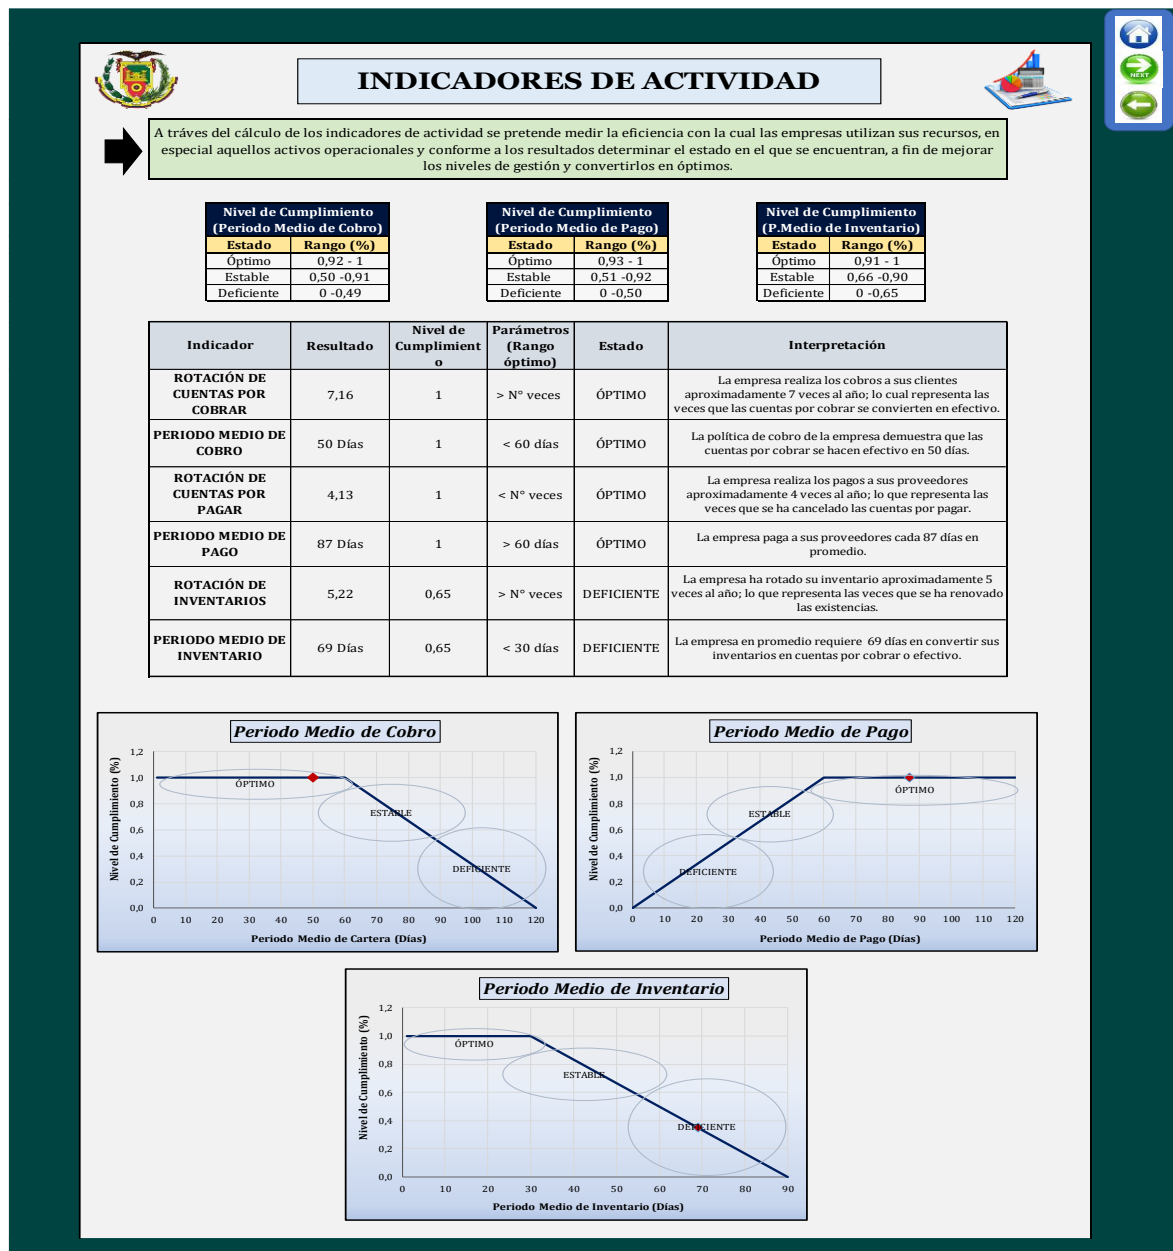 INDICADORES DE ACTIVIDAD
NEXT
A tráves del cálculo de los indicadores de actividad se pretende medir la eficiencia con la cual las empresas utilizan sus recursos, en
especial aquellos activos operacionales y conforme a los resultados determinar el estado en el que se encuentran, a fin de mejorar
los niveles de gestión y convertirlos en óptimos.
Nivel de Cumplimiento
(Periodo Medio de Cobro)
Estado Rango (%)
Óptimo 0,92 - 1
Estable 0,50 -0,91
Deficiente 0 -0,49
Nivel de Cumplimiento
(Periodo Medio de Pago)
Estado Rango (%)
Óptimo 0,93 - 1
Estable 0,51 -0,92
Deficiente 0 -0,50
Nivel de Cumplimiento
(P.Medio de Inventario)
Estado Rango (%)
Óptimo 0,91 - 1
Estable 0,66 -0,90
Deficiente 0 -0,65
Indicador
Resultado
Nivel de
Cumplimient
o
Parámetros
(Rango
óptimo)
Estado
Interpretación
ROTACIÓN DE
CUENTAS POR
COBRAR
7,16
1
> N° veces
ÓPTIMO
La empresa realiza los cobros a sus clientes
aproximadamente 7 veces al año; lo cual representa las
veces que las cuentas por cobrar se convierten en efectivo.
PERIODO MEDIO DE
COBRO
50 Días
1
< 60 días
ÓPTIMO
La política de cobro de la empresa demuestra que las
cuentas por cobrar se hacen efectivo en 50 días.
ROTACIÓN DE
CUENTAS POR
PAGAR
4,13
1
< N° veces
ÓPTIMO
La empresa realiza los pagos a sus proveedores
aproximadamente 4 veces al año; lo que representa las
veces que se ha cancelado las cuentas por pagar.
PERIODO MEDIO DE
PAGO
87 Días
1
> 60 días
ÓPTIMO
La empresa paga a sus proveedores cada 87 días en
promedio.
ROTACIÓN DE
INVENTARIOS
5,22
0,65
> N° veces
DEFICIENTE
La empresa ha rotado su inventario aproximadamente 5
veces al año; lo que representa las veces que se ha renovado
las existencias.
PERIODO MEDIO DE
INVENTARIO
69 Días
0,65
< 30 días
DEFICIENTE
La empresa en promedio requiere 69 días en convertir sus
inventarios en cuentas por cobrar o efectivo.
Periodo Medio de Cobro
Nivel de Cumplimiento (%)
1,2
1,0
0,8
0,6
0,4
0,2
0,0
ÓPTIMO
ESTABLE
DEFICIENTE
0 10 20 30 40 50 60 70 80 90 100 110 120
Periodo Medio de Cartera (Días)
Periodo Medio de Pago
Nivel de Cumplimiento (%)
1,2
1,0
0,8
0,6
0,4
0,2
0,0
ÓPTIMO
ESTABLE
DEFICIENTE
0 10 20 30 40 50 60 70 80 90 100 110 120
Periodo Medio de Pago (Días)
Periodo Medio de Inventario
Nivel de Cumplimiento (%)
1,2
1,0
0,8
0,6
0,4
0,2
0,0
ÓPTIMO
ESTABLE
DEFICIENTE
0 10 20 30 40 50 60 70 80 90
Periodo Medio de Inventario (Días)